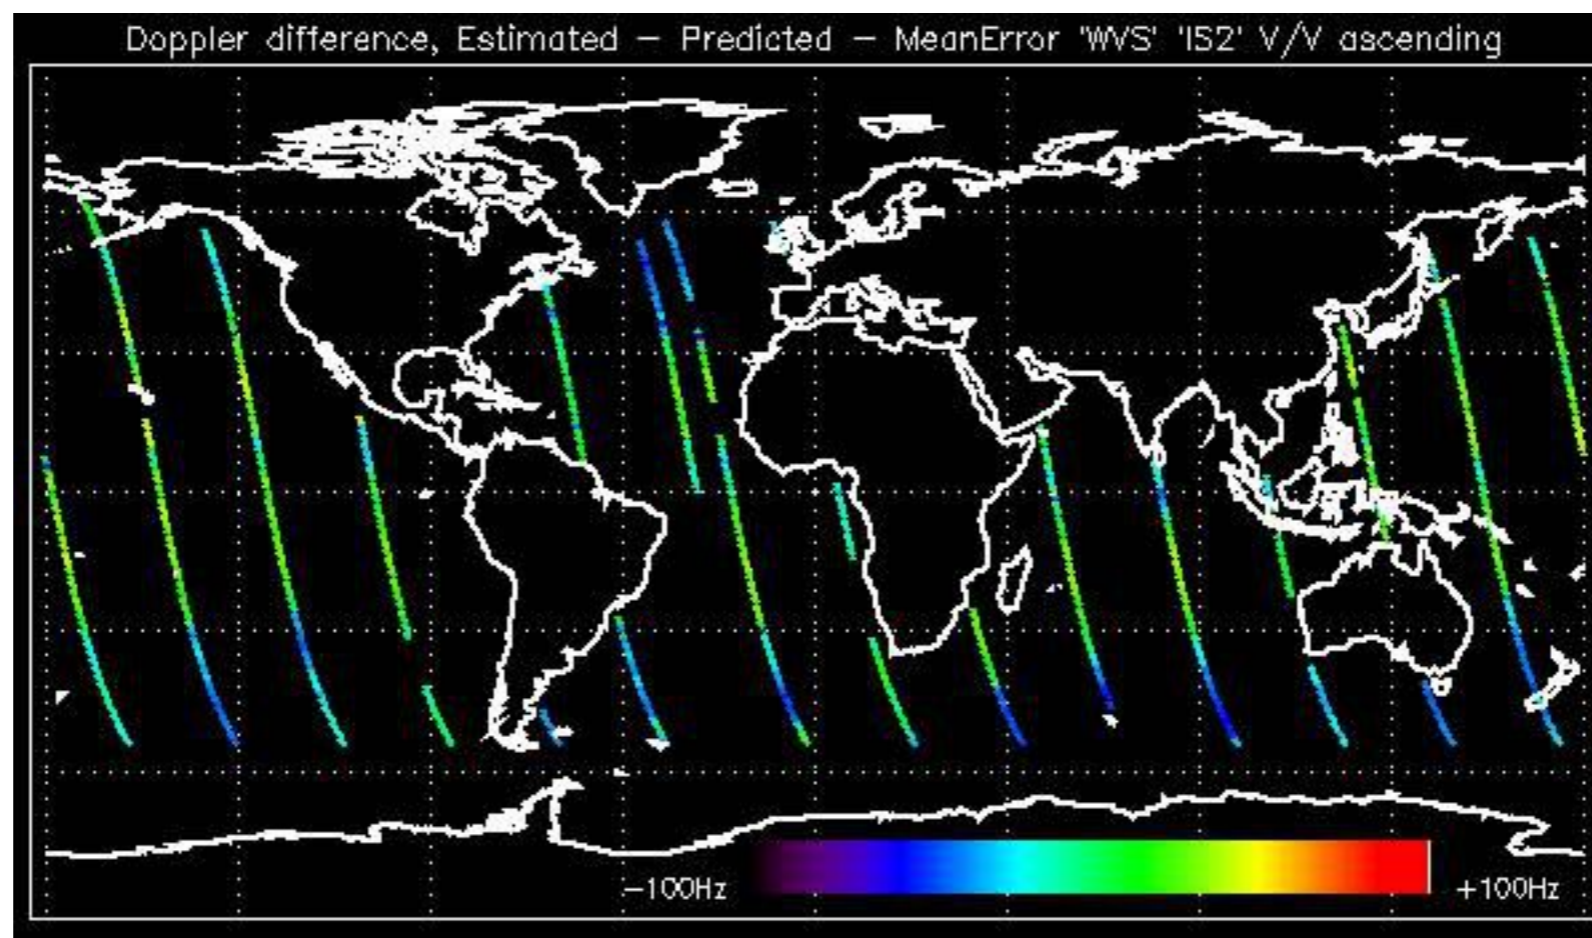 Doppler difference, Estimated – Predicted – MeanError 'WVS' 'IS2' V/V ascending
–100Hz +100Hz